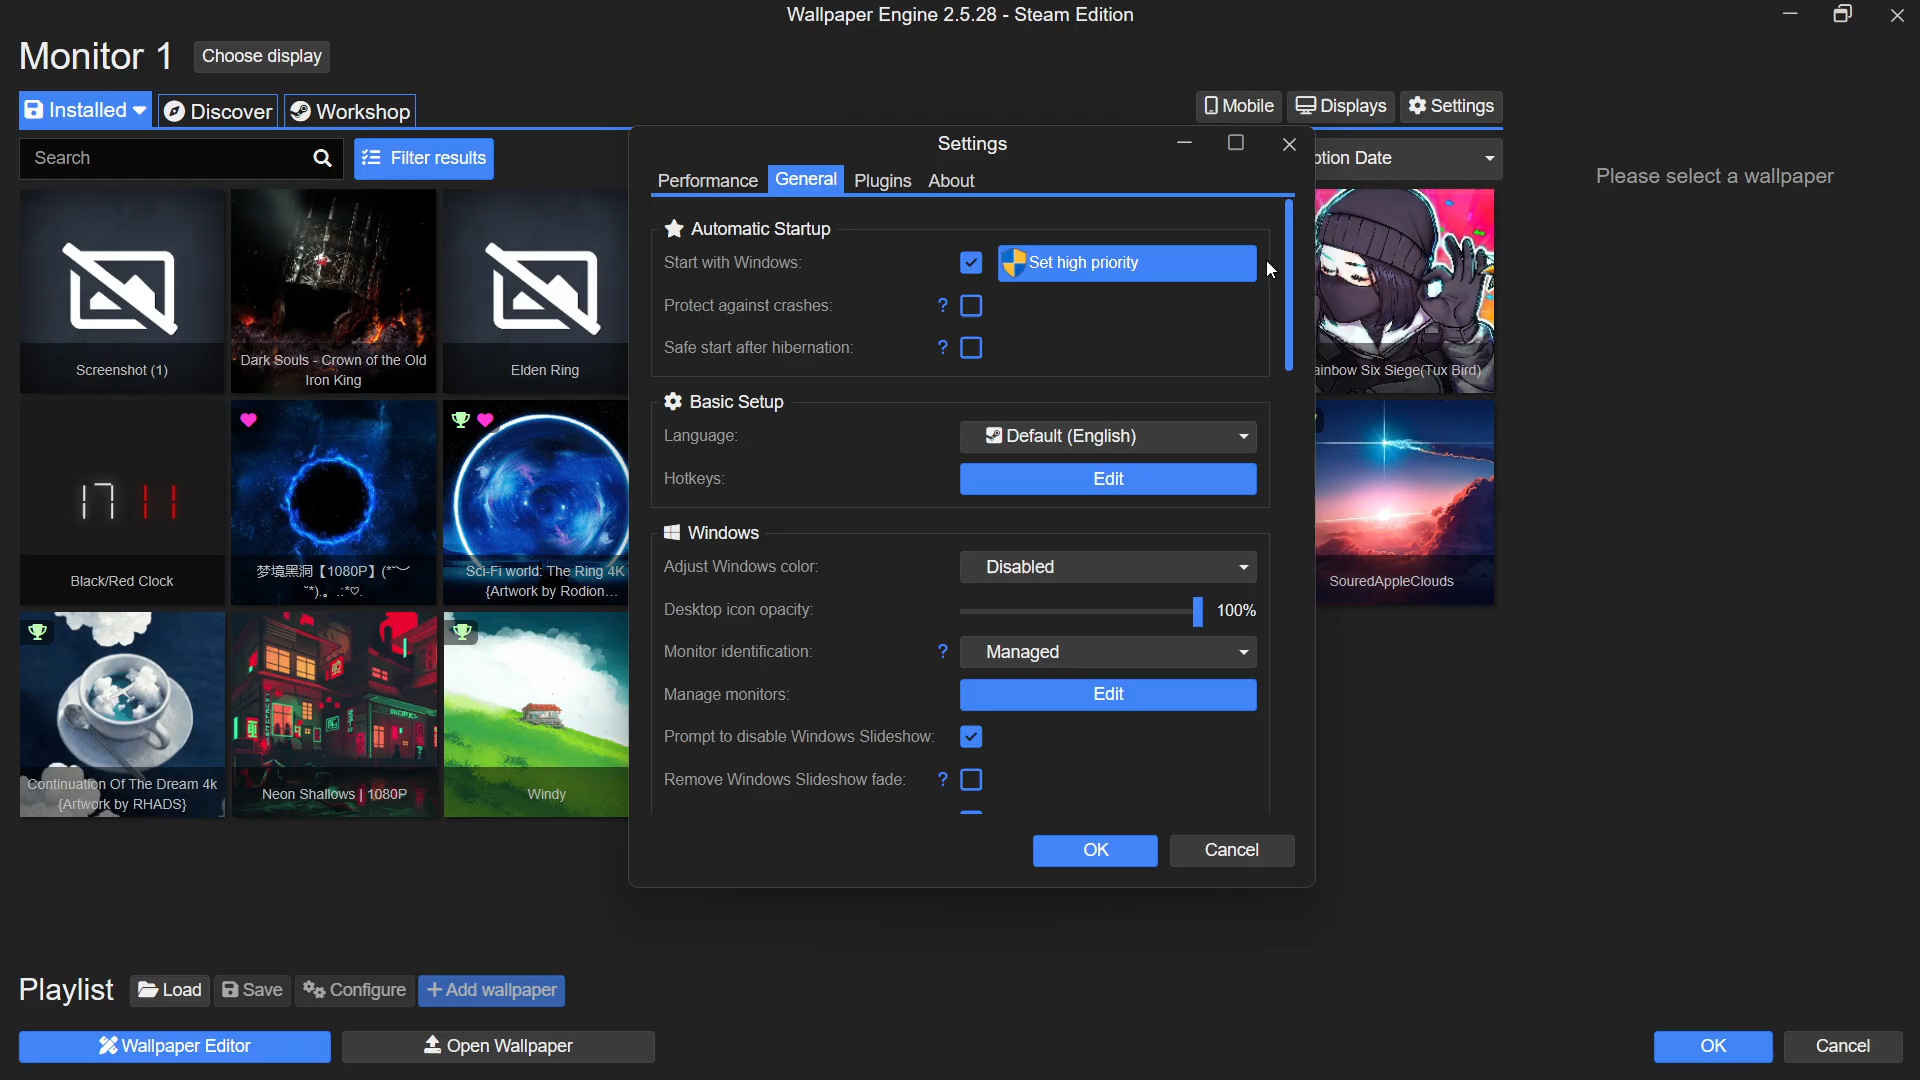 Wallpaper Engine 2.5.28 - Steam Edition
Monitor 1 Choose display
Installed Discover Workshop
Mobile Displays Settings
Search Filter results
ption Date
Please select a wallpaper
Screenshot (1)
Dark Souls - Crown of the Old
Iron King
Elden Ring
ainbow Six Siege(Tux Bird)
17 11
Black/Red Clock
梦境黑洞【1080P】(*˘︶
˘*).。.:*♡.
Sci-Fi world: The Ring 4K
{Artwork by Rodion...
SouredAppleClouds
Continuation Of The Dream 4k
{Artwork by RHADS}
Neon Shallows | 1080P
Windy
Settings
Performance General Plugins About
Automatic Startup
Start with Windows: Set high priority
Protect against crashes: ?
Safe start after hibernation: ?
Basic Setup
Language: Default (English)
Hotkeys: Edit
Windows
Adjust Windows color: Disabled
Desktop icon opacity: 100%
Monitor identification: ? Managed
Manage monitors: Edit
Prompt to disable Windows Slideshow:
Remove Windows Slideshow fade: ?
OK Cancel
Playlist Load Save Configure + Add wallpaper
Wallpaper Editor Open Wallpaper
OK Cancel